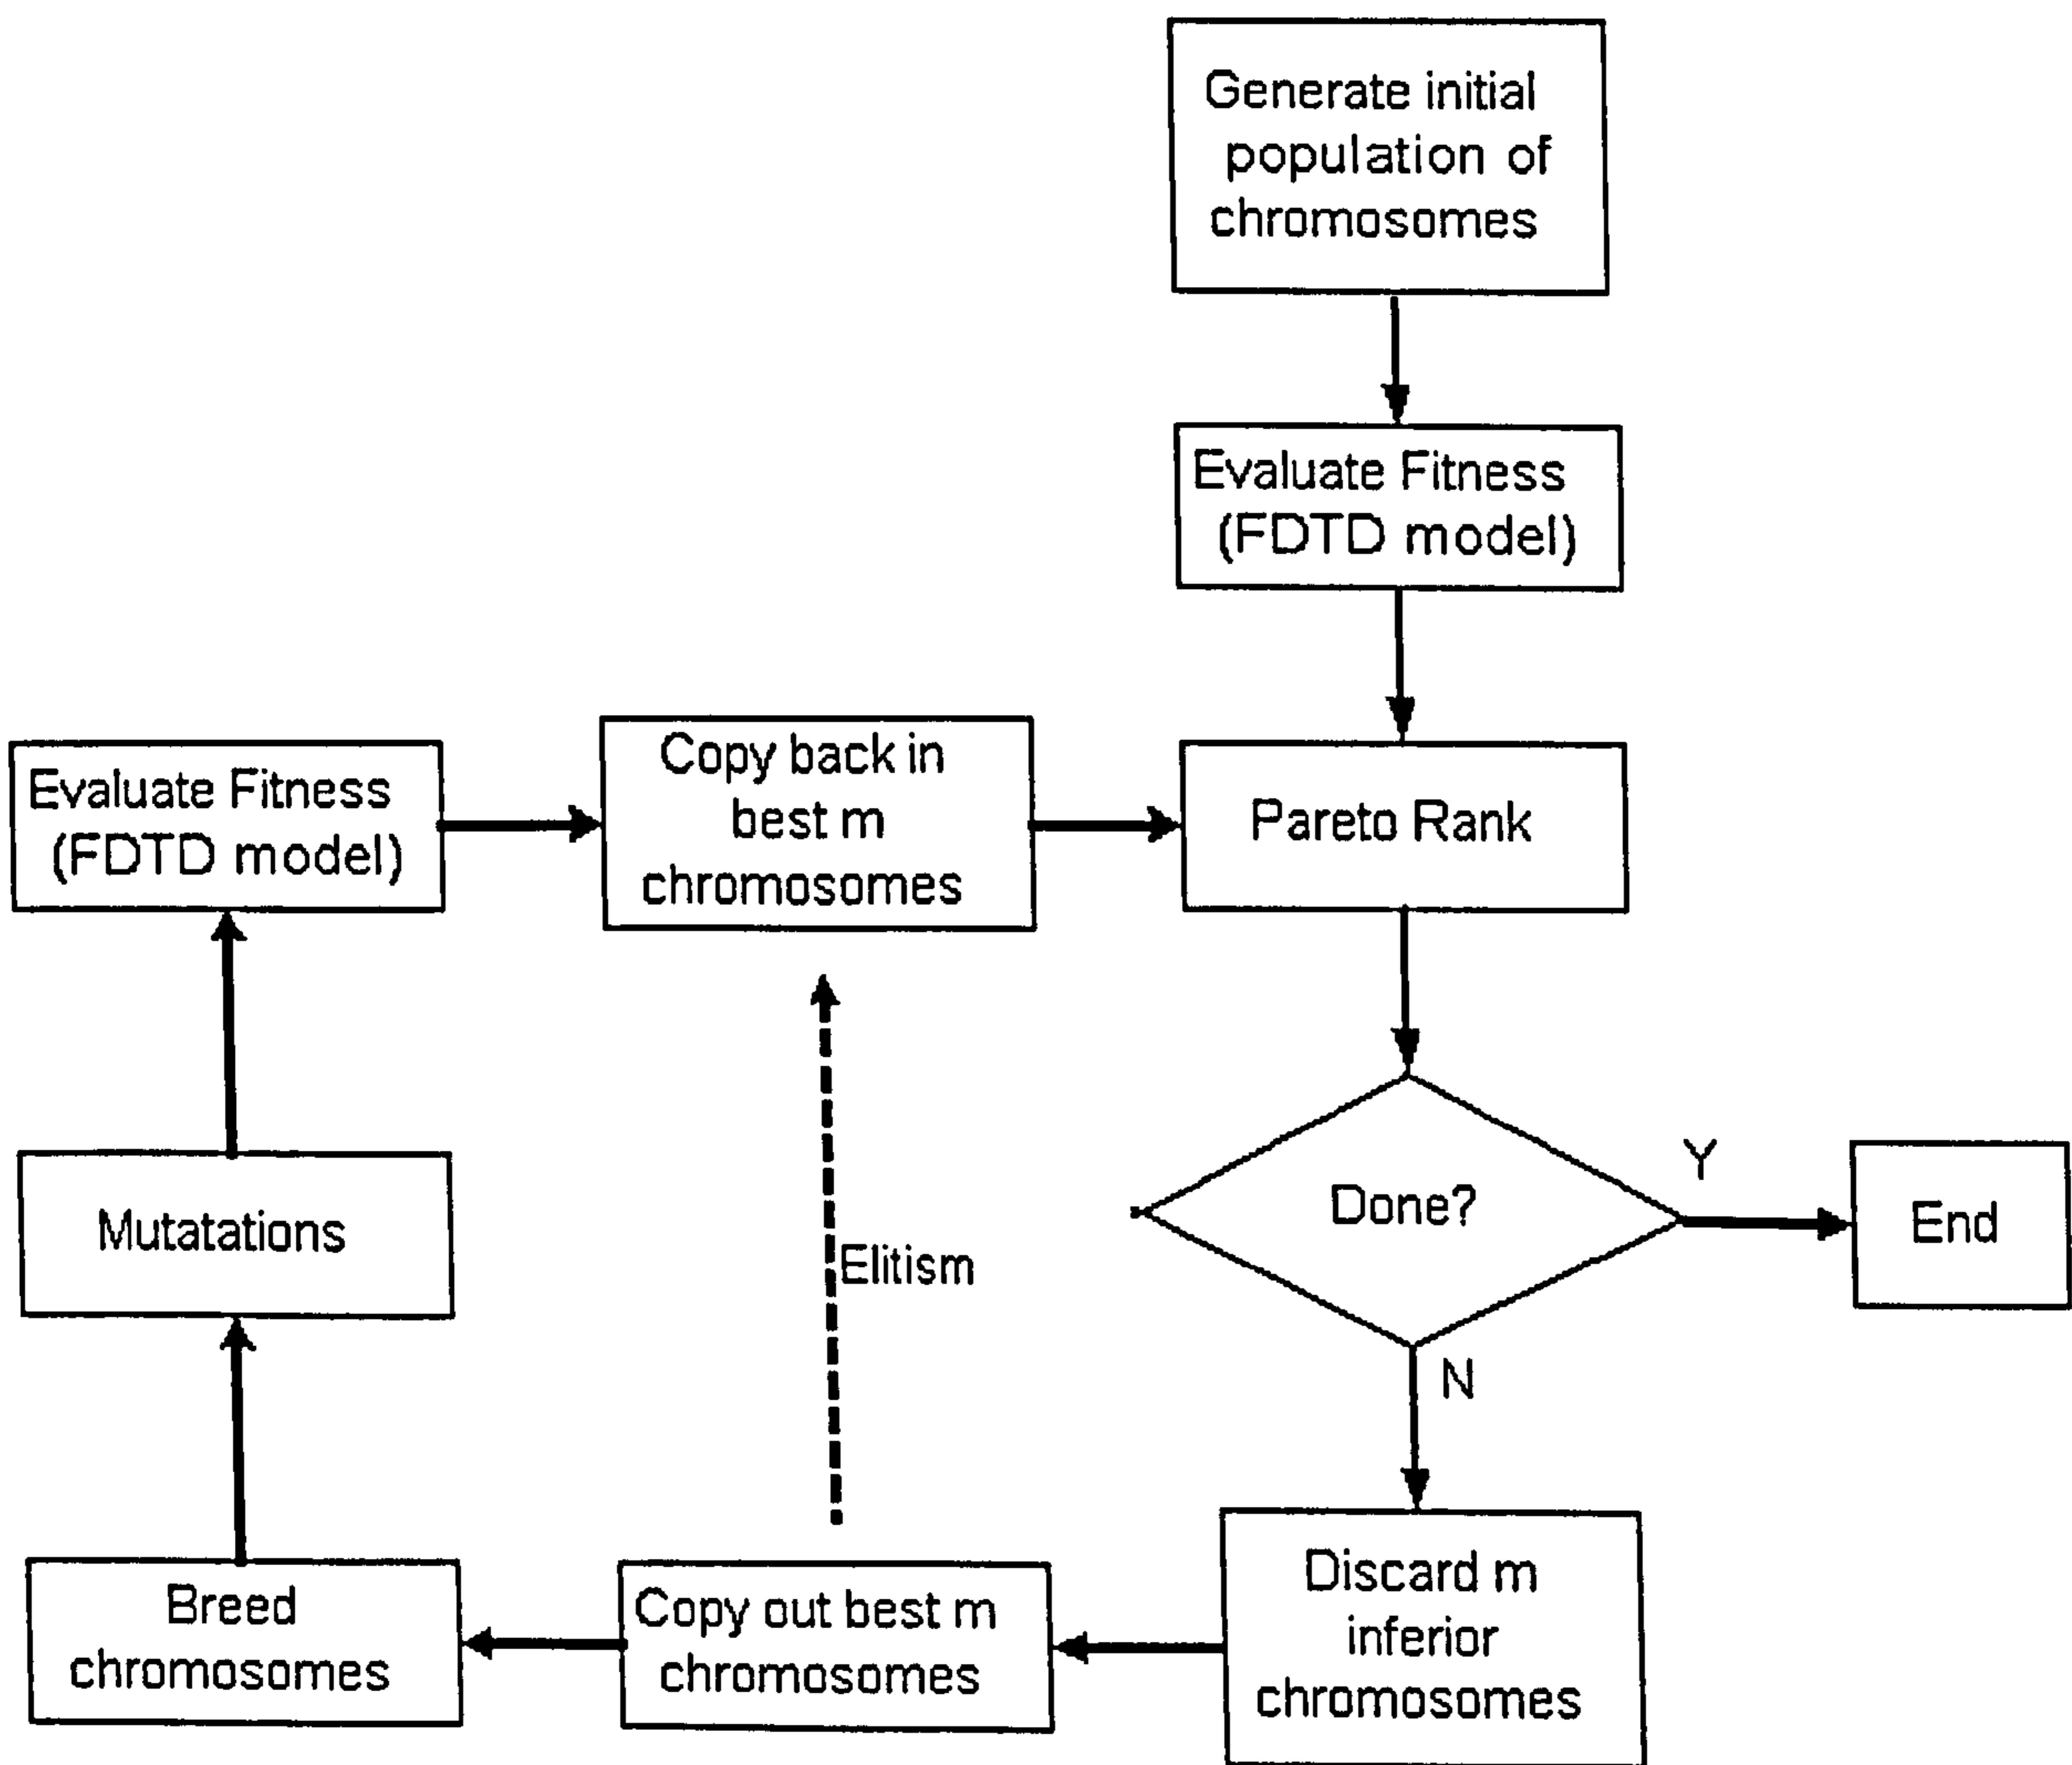 Generate initial
population of
chromosomes
Evaluate Fitness
(FDTD model)
Evaluate Fitness
(FDTD model)
Copy back in
best m
chromosomes
Pareto Rank
Mutatations
Elitism
Done?
Y
End
N
Breed
chromosomes
Copy out best m
chromosomes
Discard m
inferior
chromosomes